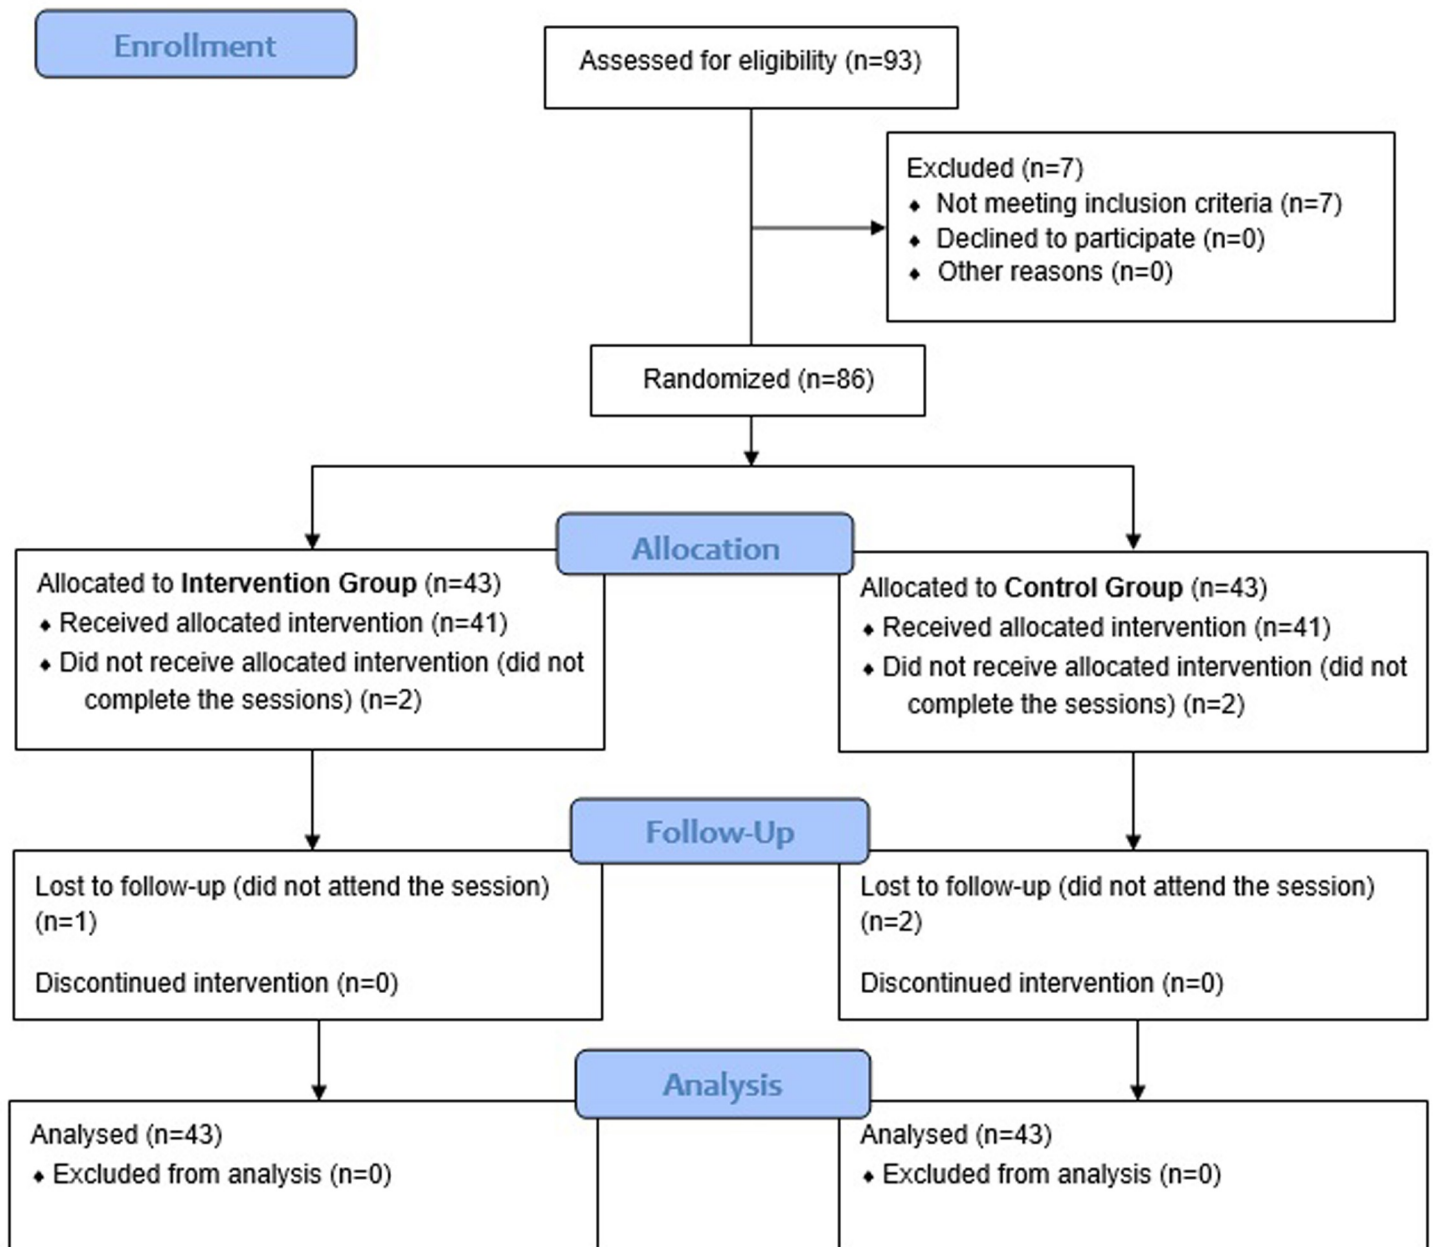 Enrollment
Assessed for eligibility (n=93)
Excluded (n=7)
⬧ Not meeting inclusion criteria (n=7)
⬧ Declined to participate (n=0)
⬧ Other reasons (n=0)
Randomized (n=86)
Allocation
Allocated to Intervention Group (n=43)
⬧ Received allocated intervention (n=41)
⬧ Did not receive allocated intervention (did not
complete the sessions) (n=2)
Allocated to Control Group (n=43)
⬧ Received allocated intervention (n=41)
⬧ Did not receive allocated intervention (did not
complete the sessions) (n=2)
Follow-Up
Lost to follow-up (did not attend the session)
(n=1)
Discontinued intervention (n=0)
Lost to follow-up (did not attend the session)
(n=2)
Discontinued intervention (n=0)
Analysis
Analysed (n=43)
⬧ Excluded from analysis (n=0)
Analysed (n=43)
⬧ Excluded from analysis (n=0)